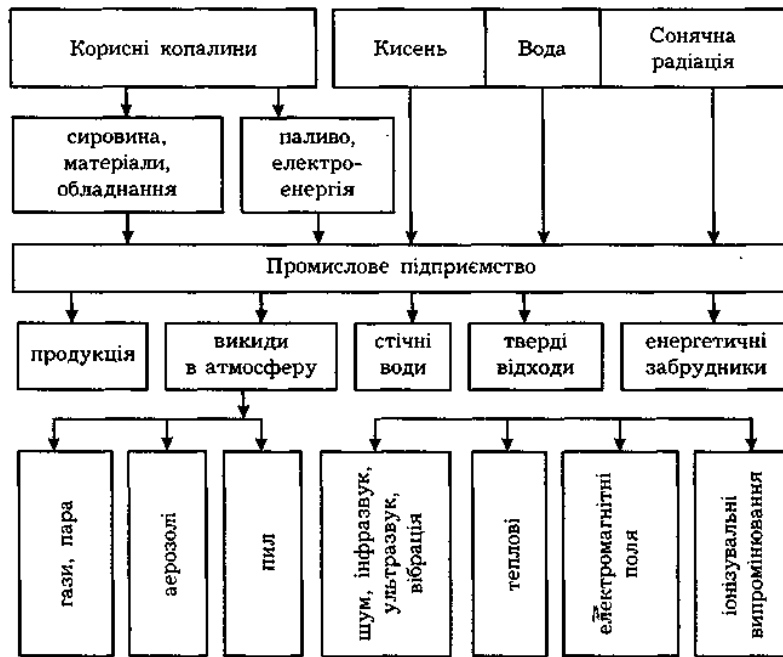 Корисні копалини
Кисень
Вода
Сонячна
радіація
сировина,
матеріали,
обладнання
паливо,
електро-
енергія
Промислове підприємство
продукція
викиди
в атмосферу
стічні
води
тверді
відходи
енергетичні
забрудники
гази, пара
аерозолі
пил
шум, інфразвук,
ультразвук,
вібрація
теплові
електромагнітні
поля
іонізувальні
випромінювання